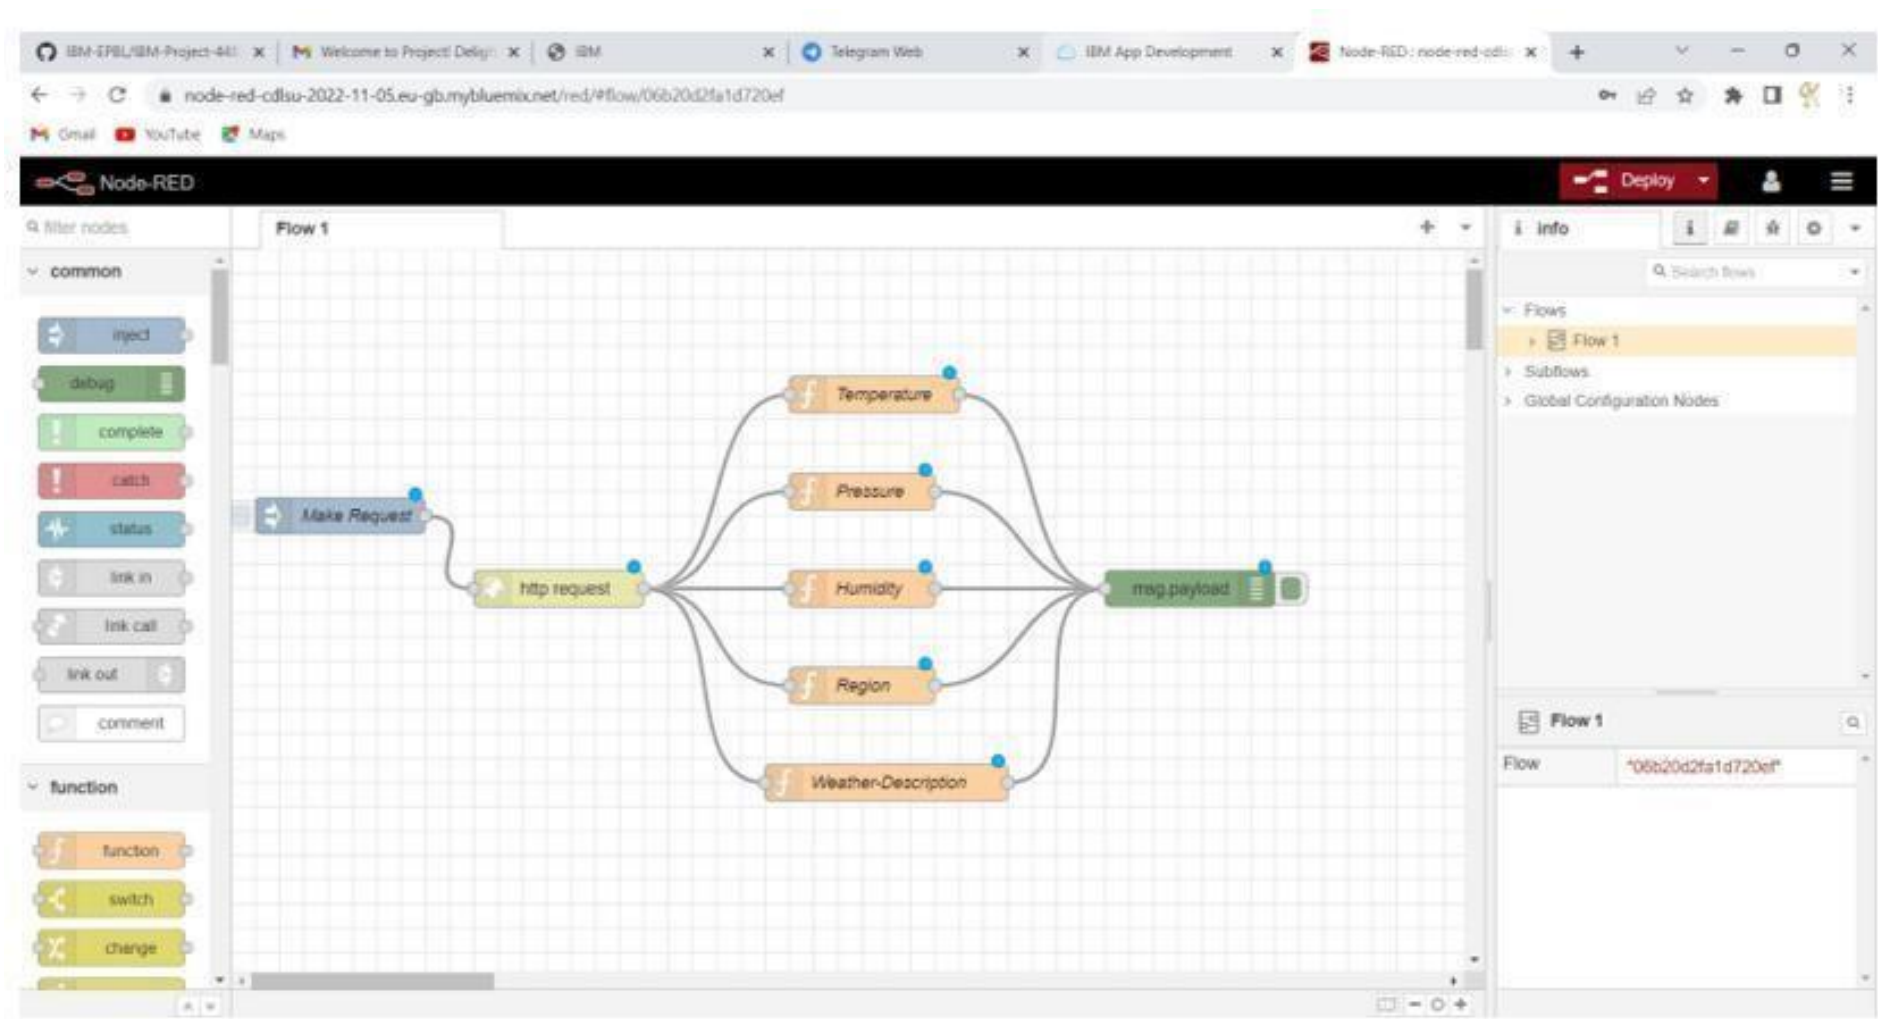 IBM-EPBL/IBM-Project-441
Welcome to Project! Delig
IBM
Telegram Web
IBM App Development
Node-RED : node-red-cdls
node-red-cdlsu-2022-11-05.eu-gb.mybluemix.net/red/#flow/06b20d2fa1d720ef
Gmail
YouTube
Maps
Node-RED
Deploy
filter nodes
Flow 1
i info
common
Search flows
inject
Flows
Flow 1
debug
Temperature
Subflows
Global Configuration Nodes
complete
catch
Pressure
Make Request
status
link in
http request
Humidity
msg.payload
link call
link out
Region
comment
Flow 1
Flow
"06b20d2fa1d720ef"
function
Weather-Description
function
switch
change